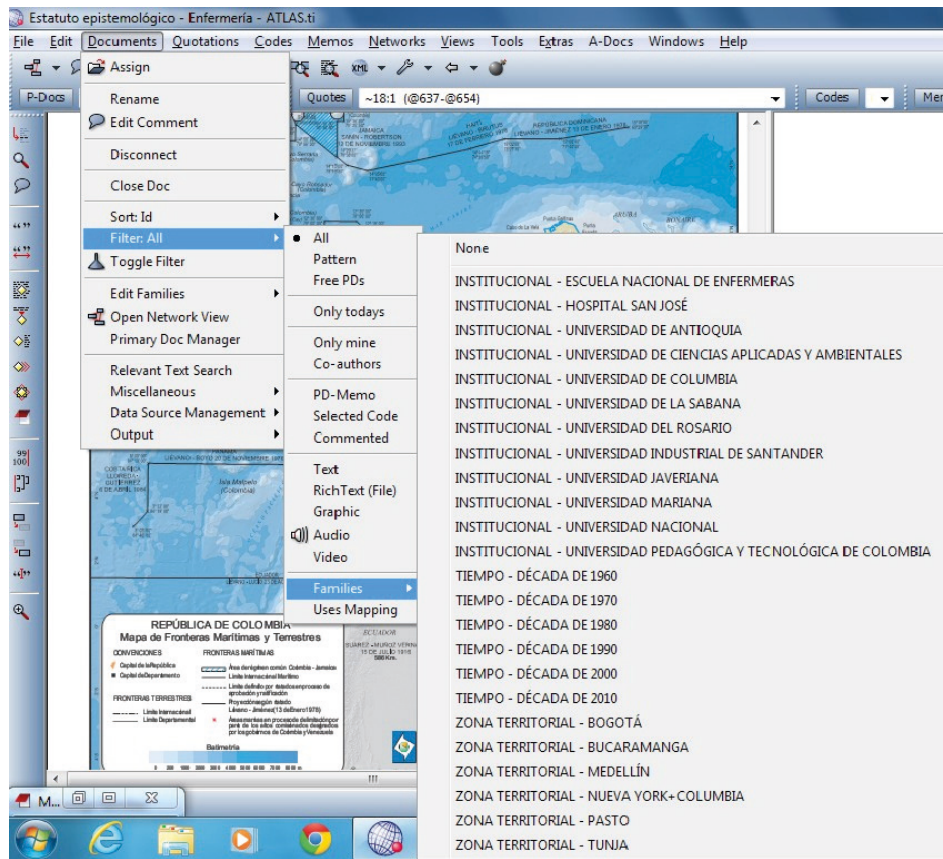 Estatuto epistemológico - Enfermería - ATLAS.ti
File Edit Documents Quotations Codes Memos Networks Views Tools Extras A-Docs Windows Help
P-Docs Quotes ~18:1 (@637-@654) Codes Mer
Assign
Rename
Edit Comment
Disconnect
Close Doc
Sort: Id
Filter: All
Toggle Filter
Edit Families
Open Network View
Primary Doc Manager
Relevant Text Search
Miscellaneous
Data Source Management
Output
All
Pattern
Free PDs
Only todays
Only mine
Co-authors
PD-Memo
Selected Code
Commented
Text
RichText (File)
Graphic
Audio
Video
Families
Uses Mapping
None
INSTITUCIONAL - ESCUELA NACIONAL DE ENFERMERAS
INSTITUCIONAL - HOSPITAL SAN JOSÉ
INSTITUCIONAL - UNIVERSIDAD DE ANTIOQUIA
INSTITUCIONAL - UNIVERSIDAD DE CIENCIAS APLICADAS Y AMBIENTALES
INSTITUCIONAL - UNIVERSIDAD DE COLUMBIA
INSTITUCIONAL - UNIVERSIDAD DE LA SABANA
INSTITUCIONAL - UNIVERSIDAD DEL ROSARIO
INSTITUCIONAL - UNIVERSIDAD INDUSTRIAL DE SANTANDER
INSTITUCIONAL - UNIVERSIDAD JAVERIANA
INSTITUCIONAL - UNIVERSIDAD MARIANA
INSTITUCIONAL - UNIVERSIDAD NACIONAL
INSTITUCIONAL - UNIVERSIDAD PEDAGÓGICA Y TECNOLÓGICA DE COLOMBIA
TIEMPO - DÉCADA DE 1960
TIEMPO - DÉCADA DE 1970
TIEMPO - DÉCADA DE 1980
TIEMPO - DÉCADA DE 1990
TIEMPO - DÉCADA DE 2000
TIEMPO - DÉCADA DE 2010
ZONA TERRITORIAL - BOGOTÁ
ZONA TERRITORIAL - BUCARAMANGA
ZONA TERRITORIAL - MEDELLÍN
ZONA TERRITORIAL - NUEVA YORK+COLUMBIA
ZONA TERRITORIAL - PASTO
ZONA TERRITORIAL - TUNJA
JAMAICA
REPÚBLICA DOMINICANA
ARUBA
Isla Malpelo
(Colombia)
ECUADOR
REPÚBLICA DE COLOMBIA
Mapa de Fronteras Marítimas y Terrestres
CONVENCIONES
FRONTERAS MARÍTIMAS
FRONTERAS TERRESTRES
Batimetría
M...